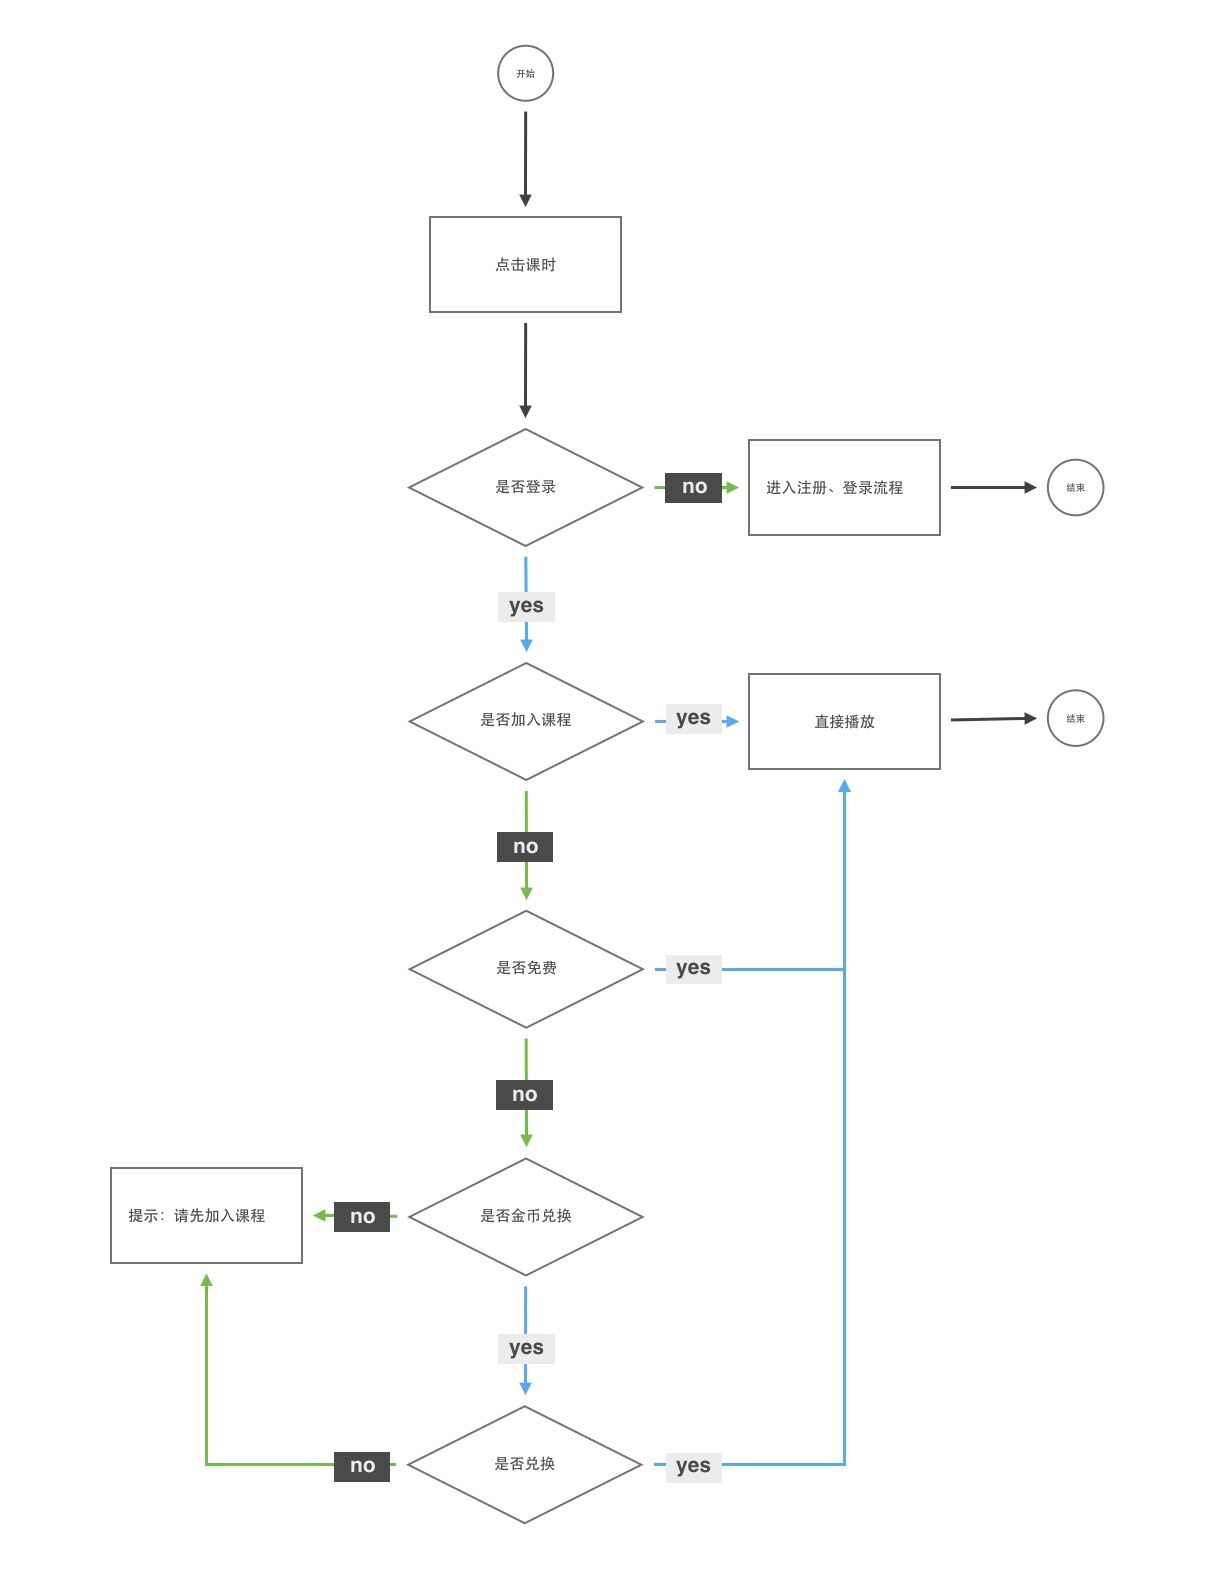 开始
点击课时
是否登录
no
进入注册、登录流程
结束
yes
是否加入课程
yes
直接播放
结束
no
是否免费
yes
no
提示：请先加入课程
no
是否金币兑换
yes
no
是否兑换
yes